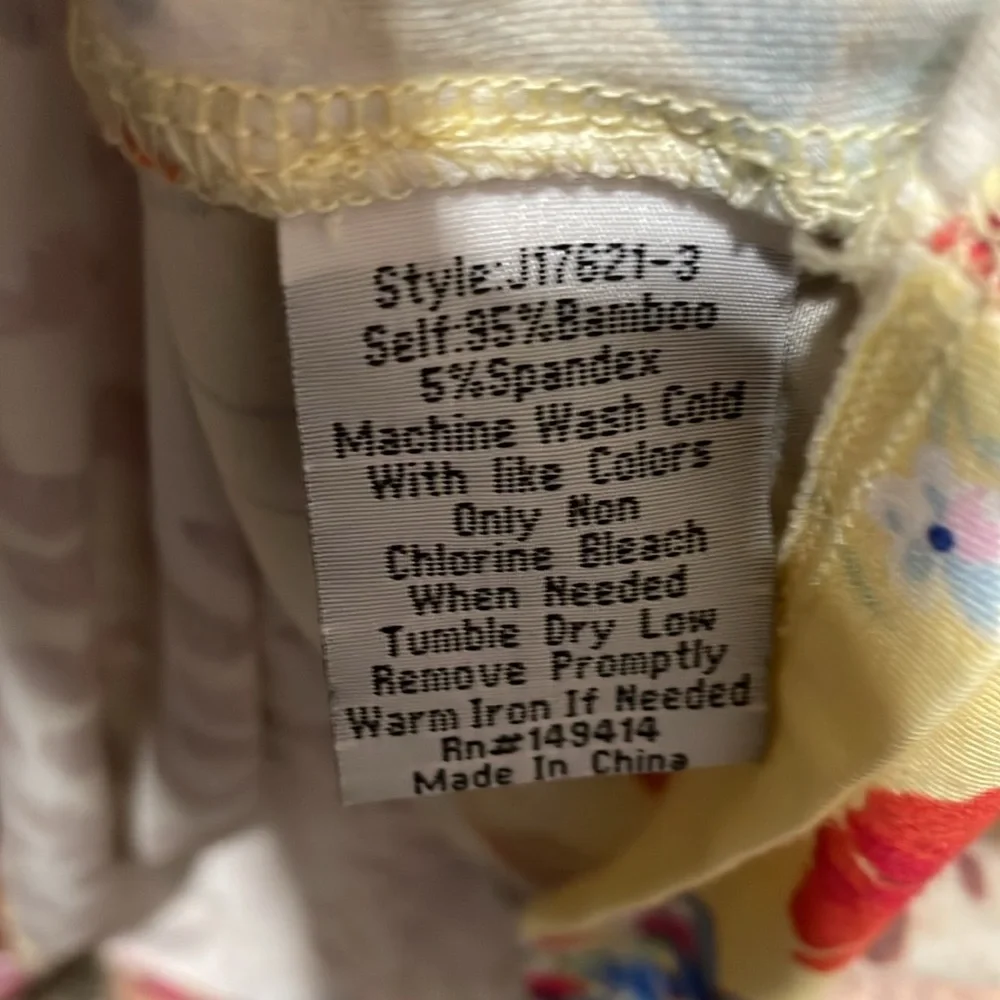 Style:J17621-3
Self:95%Bamboo
5%Spandex
Machine Wash Cold
With like Colors
Only Non
Chlorine Bleach
When Needed
Tumble Dry Low
Remove Promptly
Warm Iron If Needed
Rn#149414
Made In China